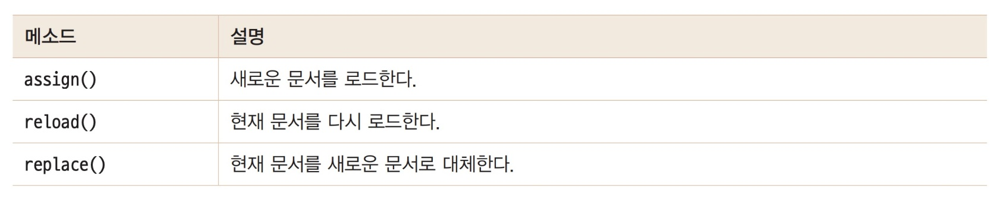 메소드 설명
assign() 새로운 문서를 로드한다.
reload() 현재 문서를 다시 로드한다.
replace() 현재 문서를 새로운 문서로 대체한다.